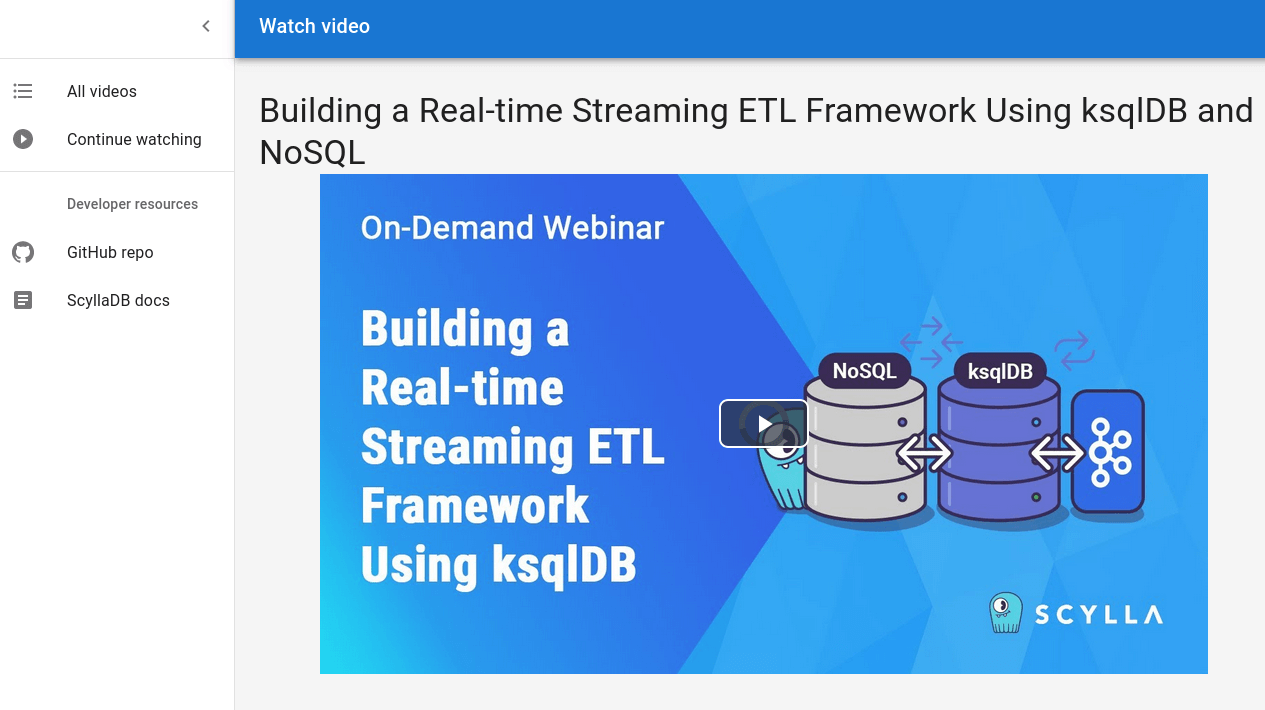 Watch video
All videos
Continue watching
Developer resources
GitHub repo
ScyllaDB docs
Building a Real-time Streaming ETL Framework Using ksqlDB and
NoSQL
On-Demand Webinar
Building a
Real-time
Streaming ETL
Framework
Using ksqlDB
NoSQL
ksqlDB
SCYLLA